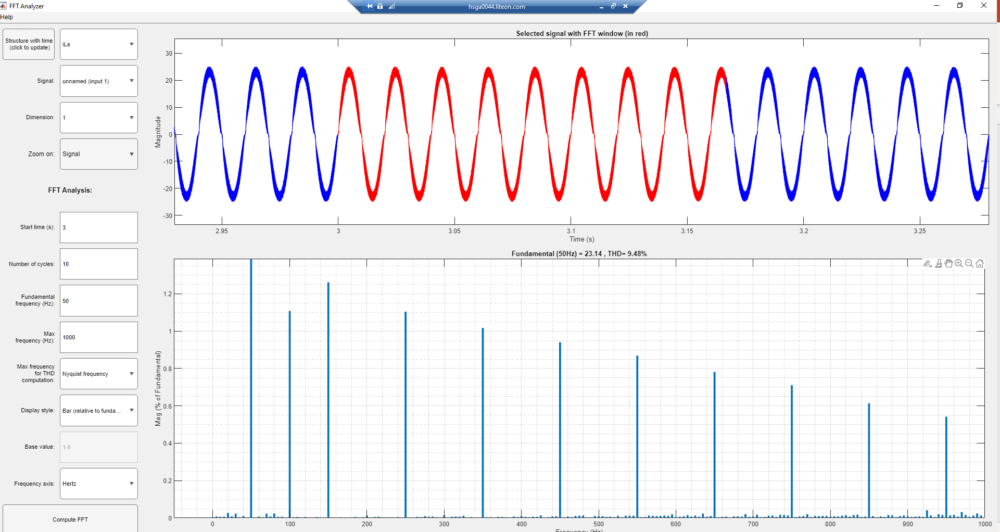 FFT Analyzer
hsga0044.liteon.com
Help
Structure with time
(click to update)
iLa
Signal:
unnamed (input 1)
Dimension:
1
Zoom on:
Signal
FFT Analysis:
Start time (s):
3
Number of cycles:
10
Fundamental
frequency (Hz):
50
Max
frequency (Hz):
1000
Max frequency
for THD
computation:
Nyquist frequency
Display style:
Bar (relative to funda...
Base value:
1.0
Frequency axis:
Hertz
Compute FFT
Selected signal with FFT window (in red)
Magnitude
30
20
10
0
-10
-20
-30
2.95
3
3.05
3.1
3.15
3.2
3.25
Time (s)
Fundamental (50Hz) = 23.14 , THD= 9.48%
Mag (% of Fundamental)
1.2
1
0.8
0.6
0.4
0.2
0
0
100
200
300
400
500
600
700
800
900
1000
Frequency (Hz)